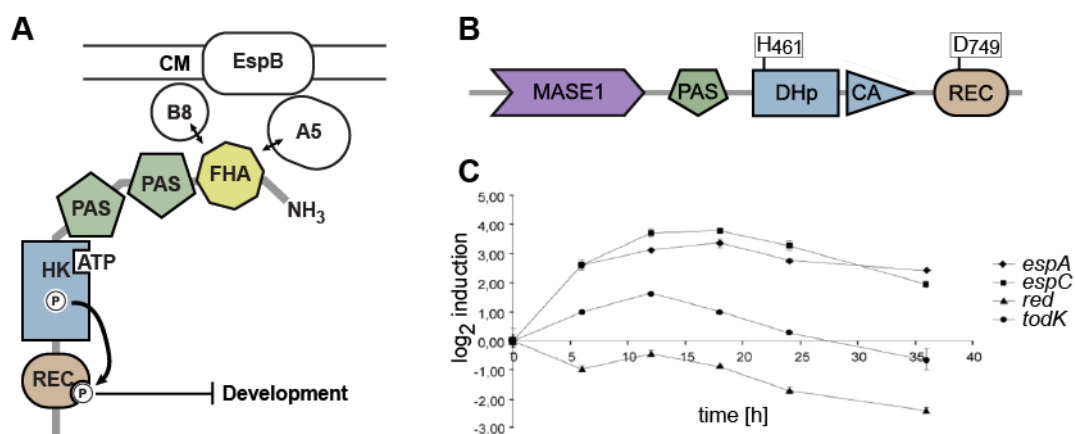 A
CM
EspB
B8
A5
PAS
PAS
FHA
NH3
HK
ATP
P
REC
P
Development
B
H461
D749
MASE1
PAS
DHp
CA
REC
C
log2 induction
5,00
4,00
3,00
2,00
1,00
0,00
-1,00
-2,00
-3,00
0
5
10
15
20
25
30
35
40
time [h]
espA
espC
red
todK